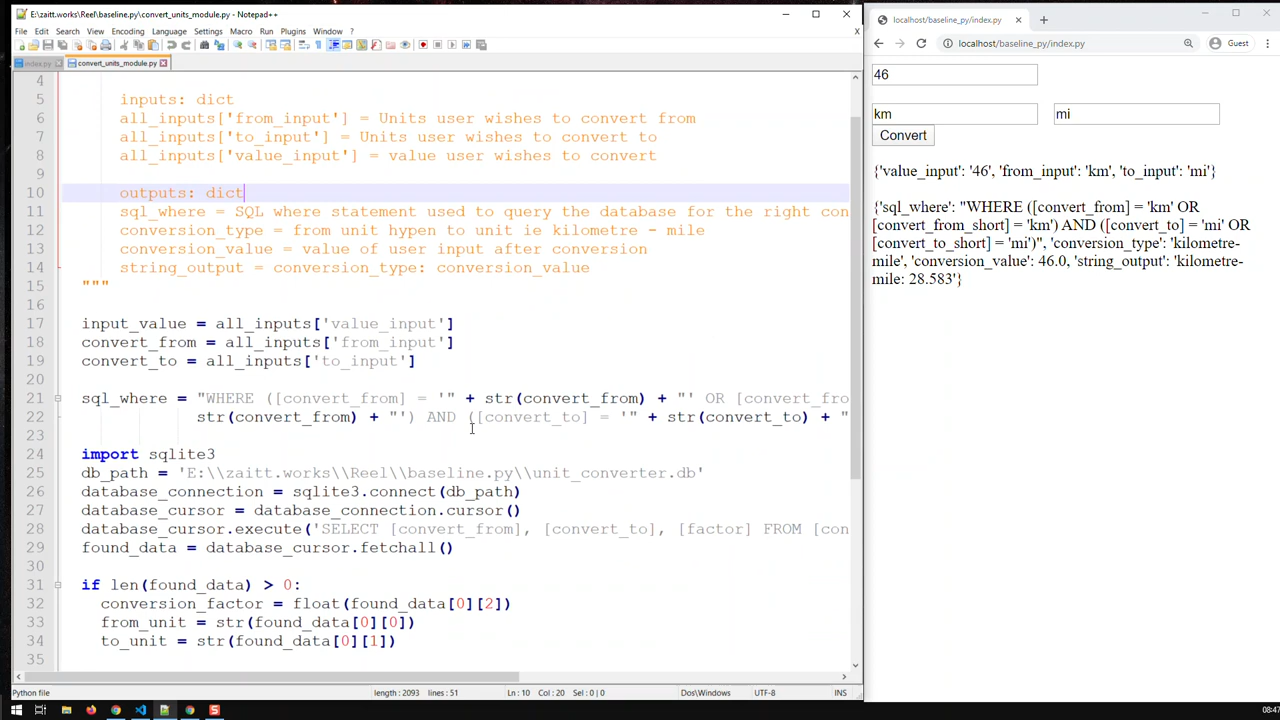 E:\zaitt.works\Reel\baseline.py\convert_units_module.py - Notepad++
File Edit Search View Encoding Language Settings Macro Run Plugins Window ?
index.py convert_units_module.py
4
5 inputs: dict
6 all_inputs['from_input'] = Units user wishes to convert from
7 all_inputs['to_input'] = Units user wishes to convert to
8 all_inputs['value_input'] = value user wishes to convert
9
10 outputs: dict
11 sql_where = SQL where statement used to query the database for the right con
12 conversion_type = from unit hypen to unit ie kilometre - mile
13 conversion_value = value of user input after conversion
14 string_output = conversion_type: conversion_value
15 """
16
17 input_value = all_inputs['value_input']
18 convert_from = all_inputs['from_input']
19 convert_to = all_inputs['to_input']
20
21 sql_where = "WHERE ([convert_from] = '" + str(convert_from) + "' OR [convert_fro
22 str(convert_from) + "') AND ([convert_to] = '" + str(convert_to) + "
23
24 import sqlite3
25 db_path = 'E:\\zaitt.works\\Reel\\baseline.py\\unit_converter.db'
26 database_connection = sqlite3.connect(db_path)
27 database_cursor = database_connection.cursor()
28 database_cursor.execute('SELECT [convert_from], [convert_to], [factor] FROM [con
29 found_data = database_cursor.fetchall()
30
31 if len(found_data) > 0:
32 conversion_factor = float(found_data[0][2])
33 from_unit = str(found_data[0][0])
34 to_unit = str(found_data[0][1])
35
Python file length : 2093 lines : 51 Ln : 10 Col : 20 Sel : 0 | 0 Dos\Windows UTF-8 INS
localhost/baseline_py/index.py
localhost/baseline_py/index.py Guest
46
km mi
Convert
{'value_input': '46', 'from_input': 'km', 'to_input': 'mi'}
{'sql_where': "WHERE ([convert_from] = 'km' OR
[convert_from_short] = 'km') AND ([convert_to] = 'mi' OR
[convert_to_short] = 'mi')", 'conversion_type': 'kilometre-
mile', 'conversion_value': 46.0, 'string_output': 'kilometre-
mile: 28.583'}
08:47